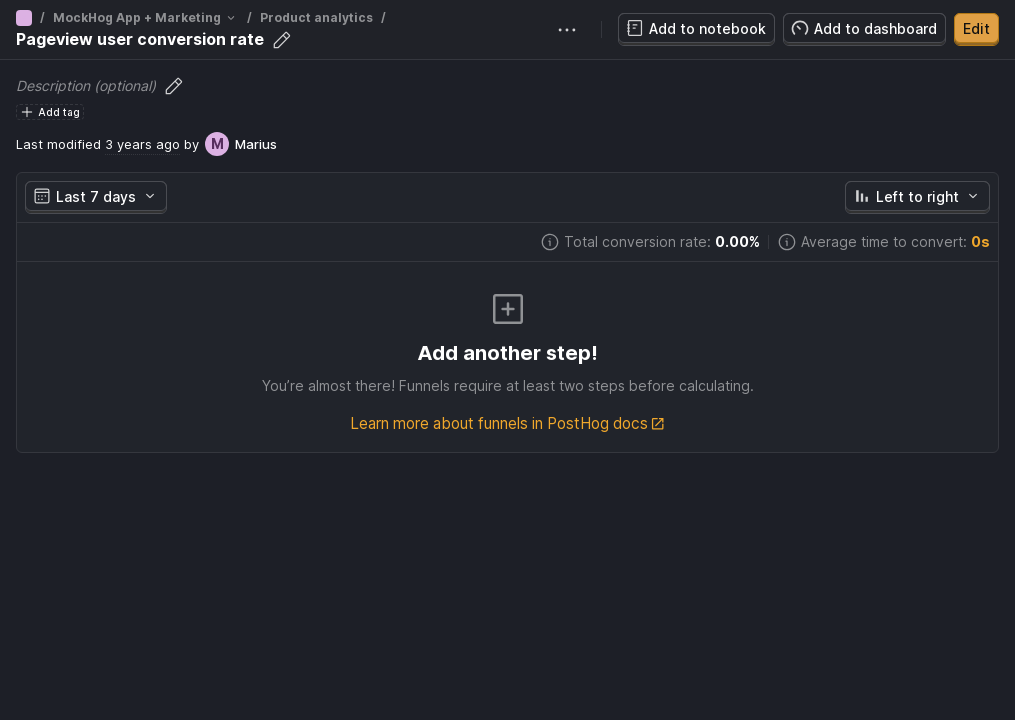 / MockHog App + Marketing / Product analytics /
Pageview user conversion rate
Add to notebook
Add to dashboard
Edit
Description (optional)
Add tag
Last modified 3 years ago by M Marius
Last 7 days
Left to right
Total conversion rate: 0.00%
Average time to convert: 0s
Add another step!
You’re almost there! Funnels require at least two steps before calculating.
Learn more about funnels in PostHog docs